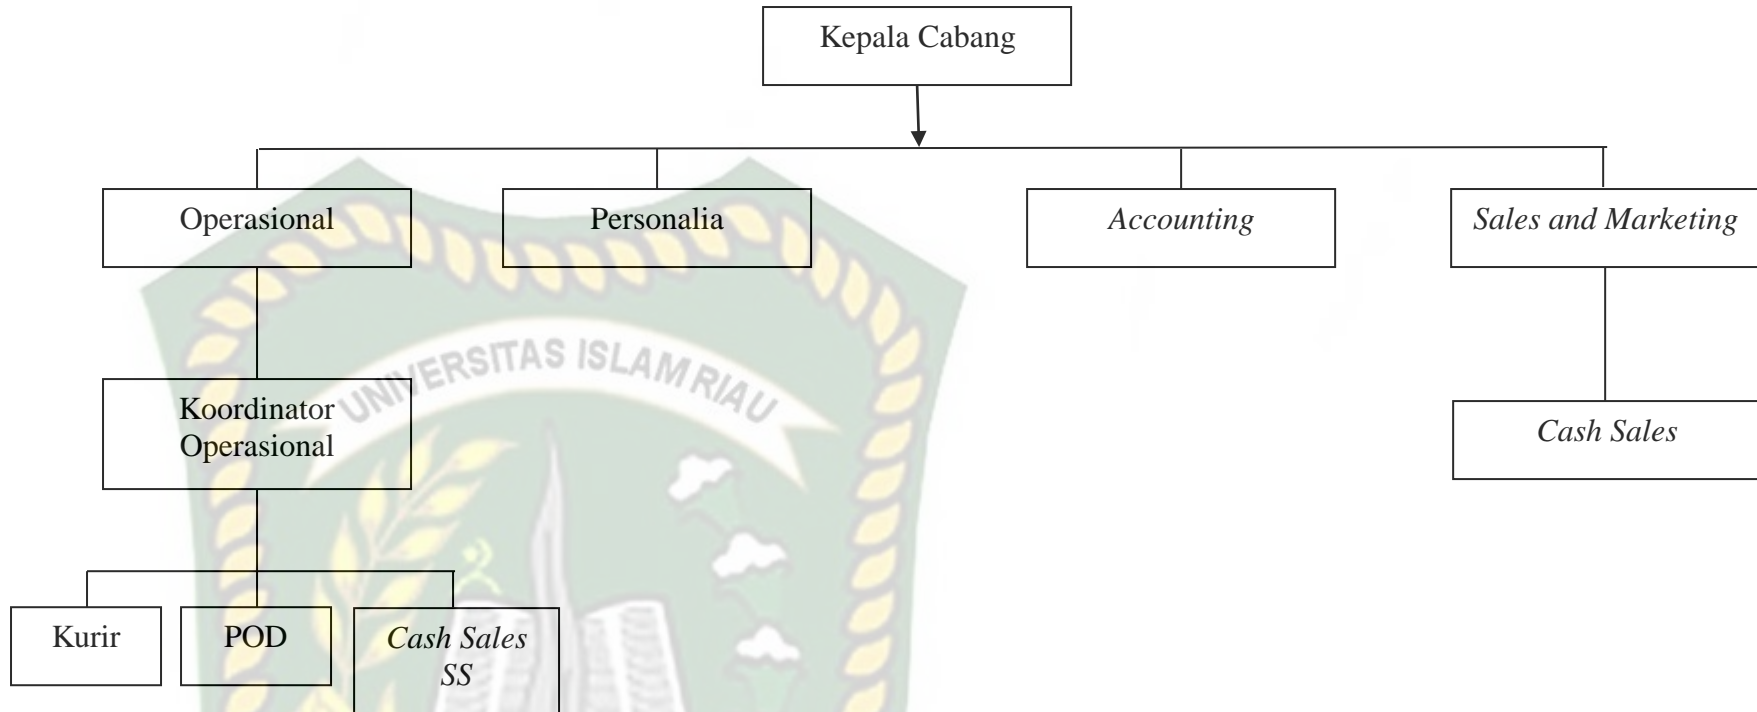 Kepala Cabang
Operasional
Personalia
Accounting
Sales and Marketing
UNIVERSITAS ISLAM RIAU
Koordinator
Operasional
Cash Sales
Kurir
POD
Cash Sales
SS